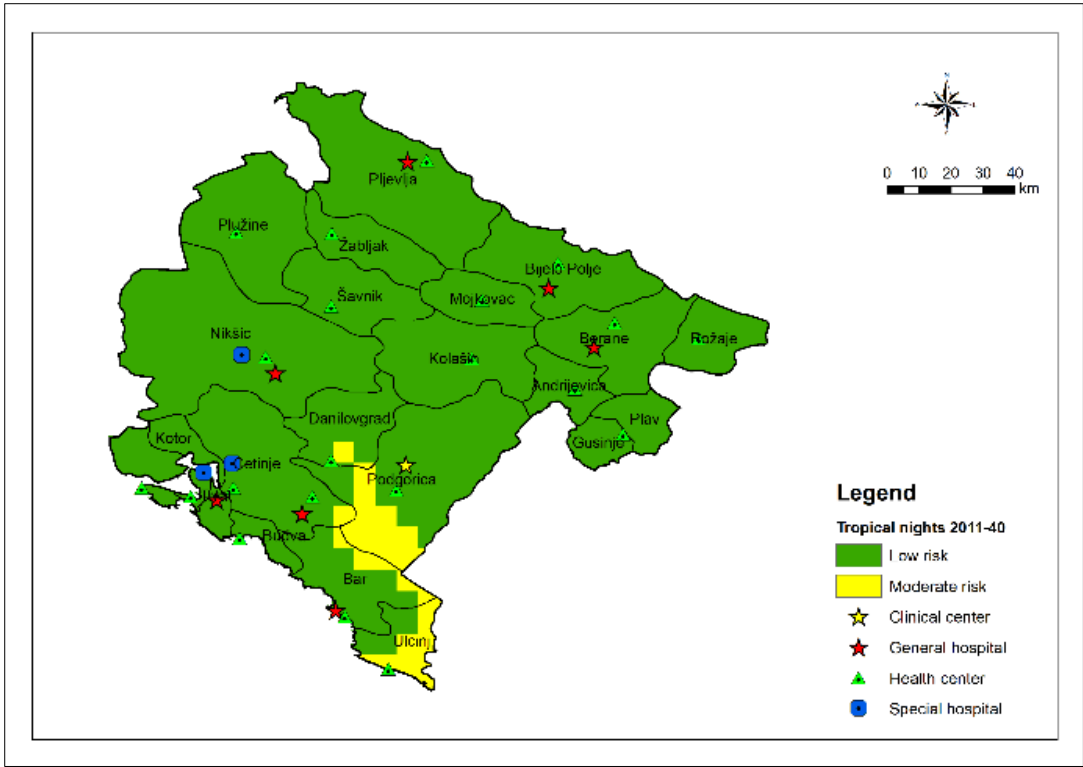 N
Pljevlja
0 10 20 30 40
km
Plužine
Žabljak
Bijelo Polje
Šavnik
Mojkovac
Nikšic
Berane
Rožaje
Kolašin
Andrijevica
Danilovgrad
Plav
Kotor
Gusinje
Cetinje
Podgorica
Budva
Bar
Ulcinj
Legend
Tropical nights 2011-40
Low risk
Moderate risk
Clinical center
General hospital
Health center
Special hospital